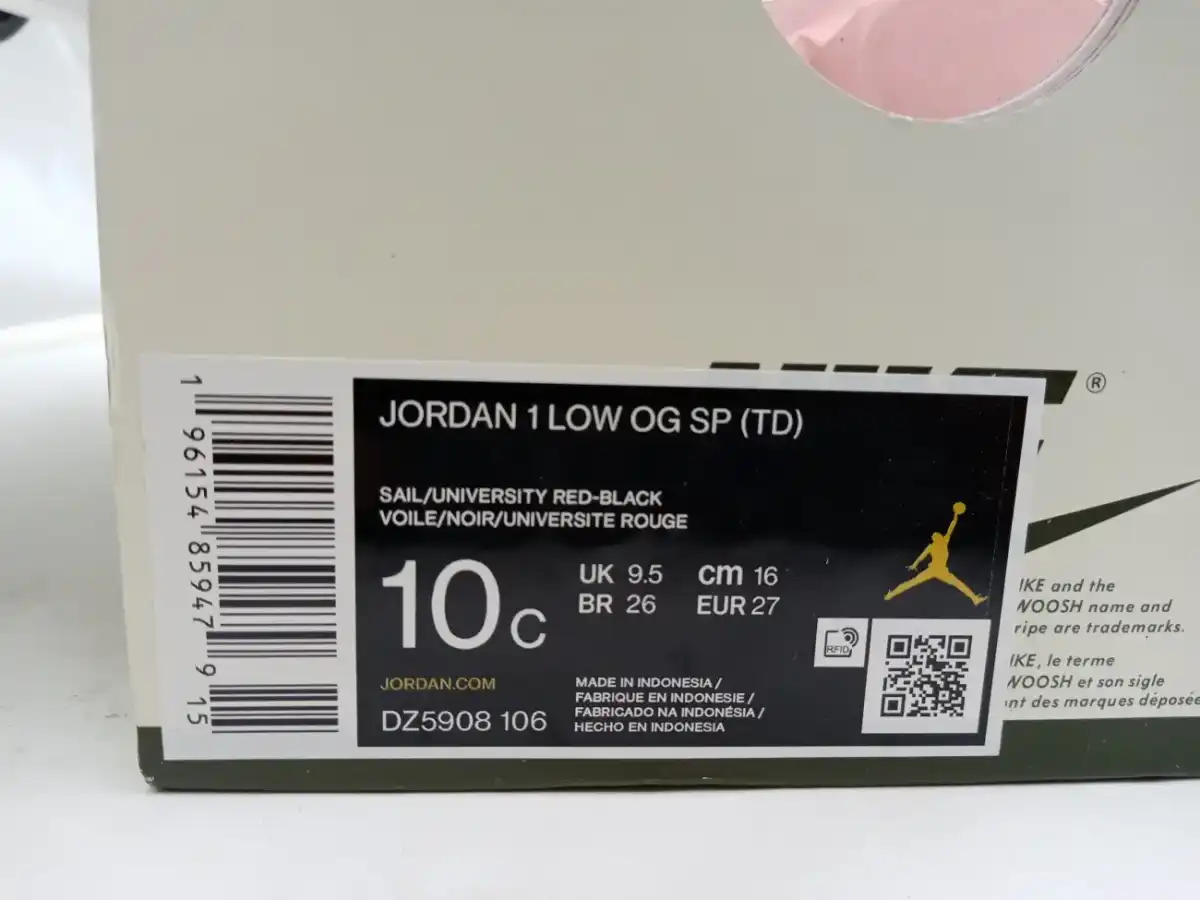 ®
JORDAN 1 LOW OG SP (TD)
SAIL/UNIVERSITY RED-BLACK
VOILE/NOIR/UNIVERSITE ROUGE
10C
UK 9.5 cm 16
BR 26 EUR 27
JORDAN.COM
DZ5908 106
MADE IN INDONESIA /
FABRIQUE EN INDONESIE /
FABRICADO NA INDONÉSIA /
HECHO EN INDONESIA
RFID
1 96154 85947 9 15
IKE and the
WOOSH name and
ripe are trademarks.
IKE, le terme
WOOSH et son sigle
nt des marques déposée